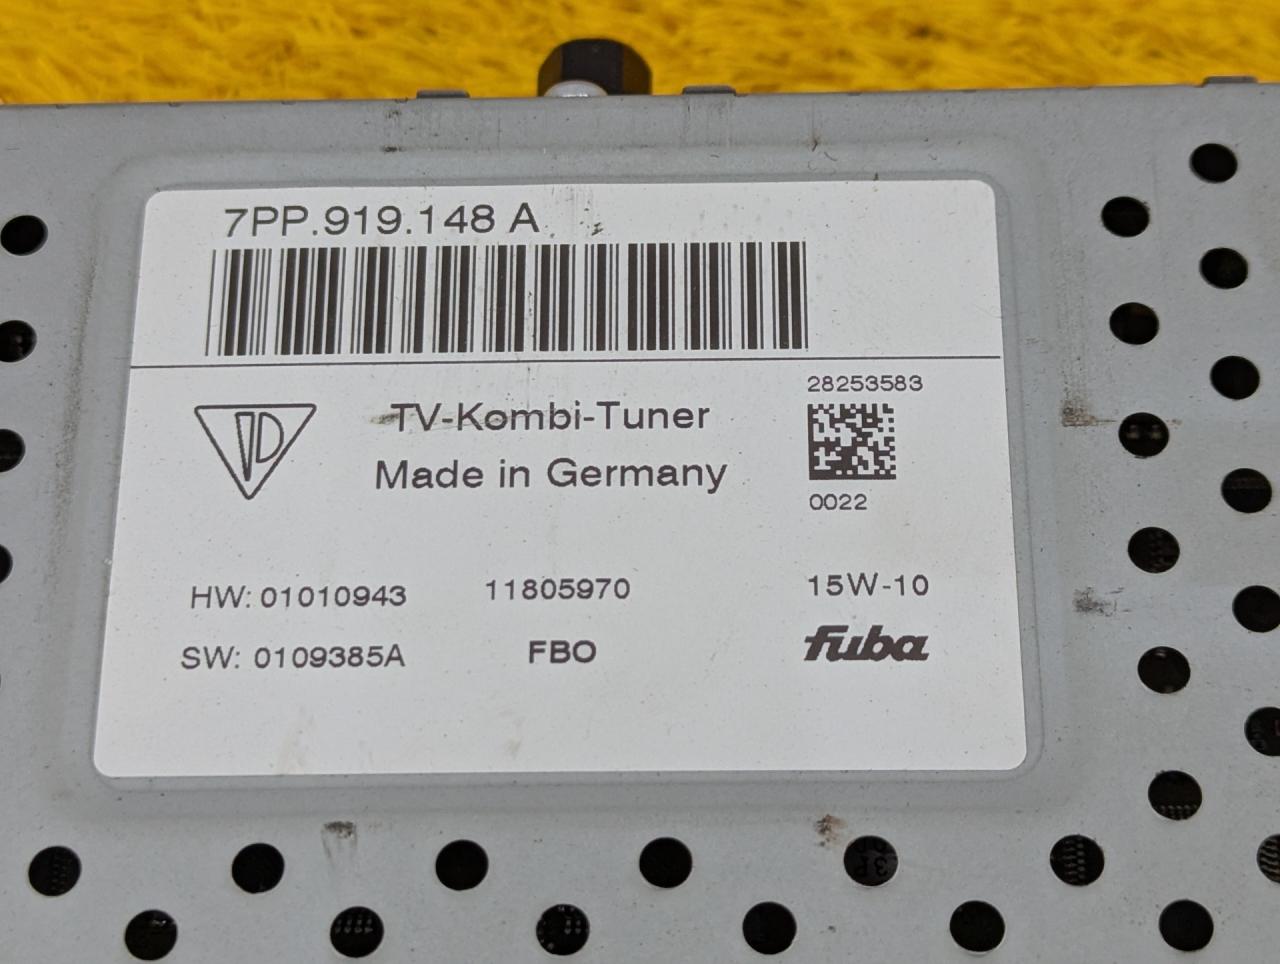 7PP.919.148 A
28253583
TV-Kombi-Tuner
Made in Germany
0022
HW: 01010943 11805970 15W-10
SW: 0109385A FBO fuba